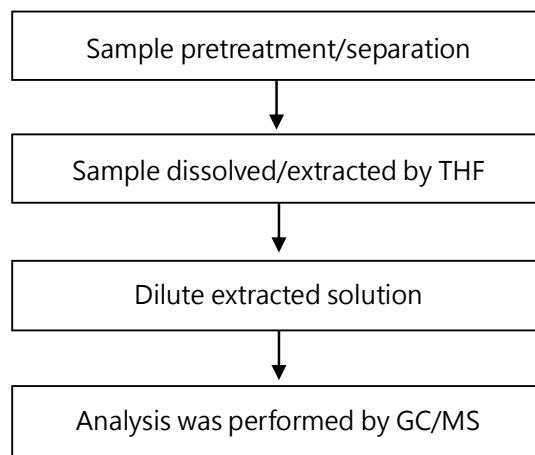 Sample pretreatment/separation
Sample dissolved/extracted by THF
Dilute extracted solution
Analysis was performed by GC/MS